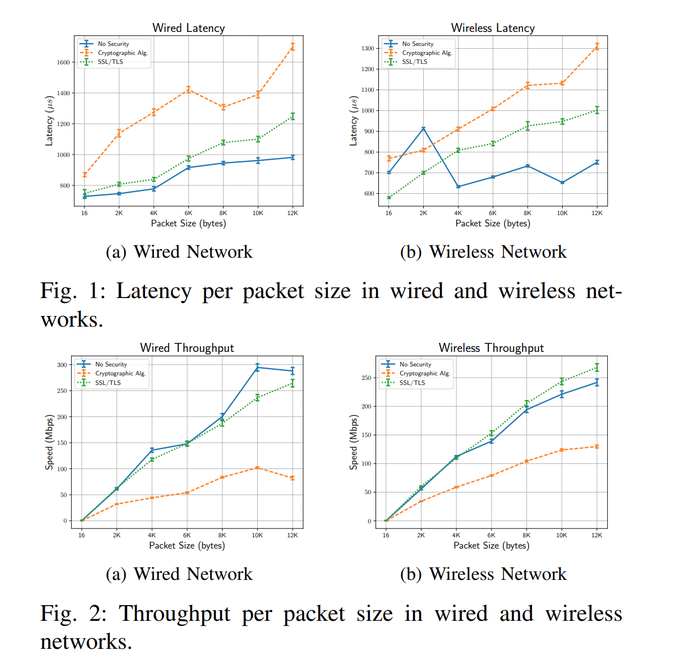 Wired Latency
No Security
Cryptographic Alg.
SSL/TLS
Latency (μs)
1600
1400
1200
1000
800
16 2K 4K 6K 8K 10K 12K
Packet Size (bytes)
(a) Wired Network
Wireless Latency
No Security
Cryptographic Alg.
SSL/TLS
Latency (μs)
1300
1200
1100
1000
900
800
700
600
16 2K 4K 6K 8K 10K 12K
Packet Size (bytes)
(b) Wireless Network
Fig. 1: Latency per packet size in wired and wireless net-
works.
Wired Throughput
No Security
Cryptographic Alg.
SSL/TLS
Speed (Mbps)
300
250
200
150
100
50
0
16 2K 4K 6K 8K 10K 12K
Packet Size (bytes)
(a) Wired Network
Wireless Throughput
No Security
Cryptographic Alg.
SSL/TLS
Speed (Mbps)
250
200
150
100
50
0
16 2K 4K 6K 8K 10K 12K
Packet Size (bytes)
(b) Wireless Network
Fig. 2: Throughput per packet size in wired and wireless
networks.